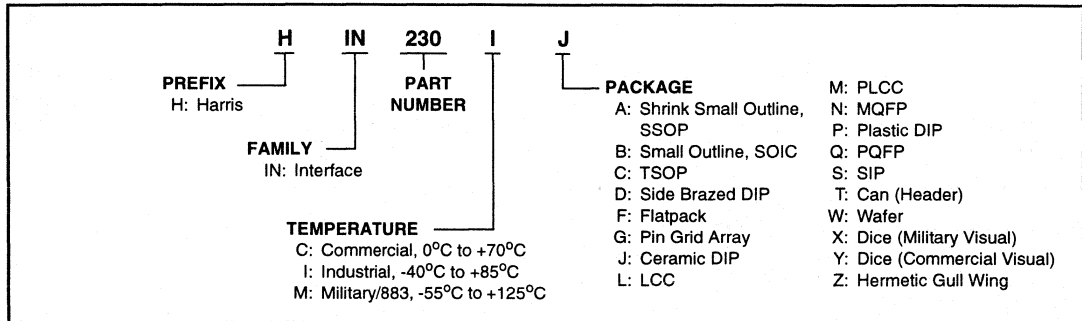 H IN 230 I J
PREFIX
H: Harris
PART
NUMBER
FAMILY
IN: Interface
TEMPERATURE
C: Commercial, 0°C to +70°C
I: Industrial, -40°C to +85°C
M: Military/883, -55°C to +125°C
PACKAGE
A: Shrink Small Outline,
SSOP
B: Small Outline, SOIC
C: TSOP
D: Side Brazed DIP
F: Flatpack
G: Pin Grid Array
J: Ceramic DIP
L: LCC
M: PLCC
N: MQFP
P: Plastic DIP
Q: PQFP
S: SIP
T: Can (Header)
W: Wafer
X: Dice (Military Visual)
Y: Dice (Commercial Visual)
Z: Hermetic Gull Wing